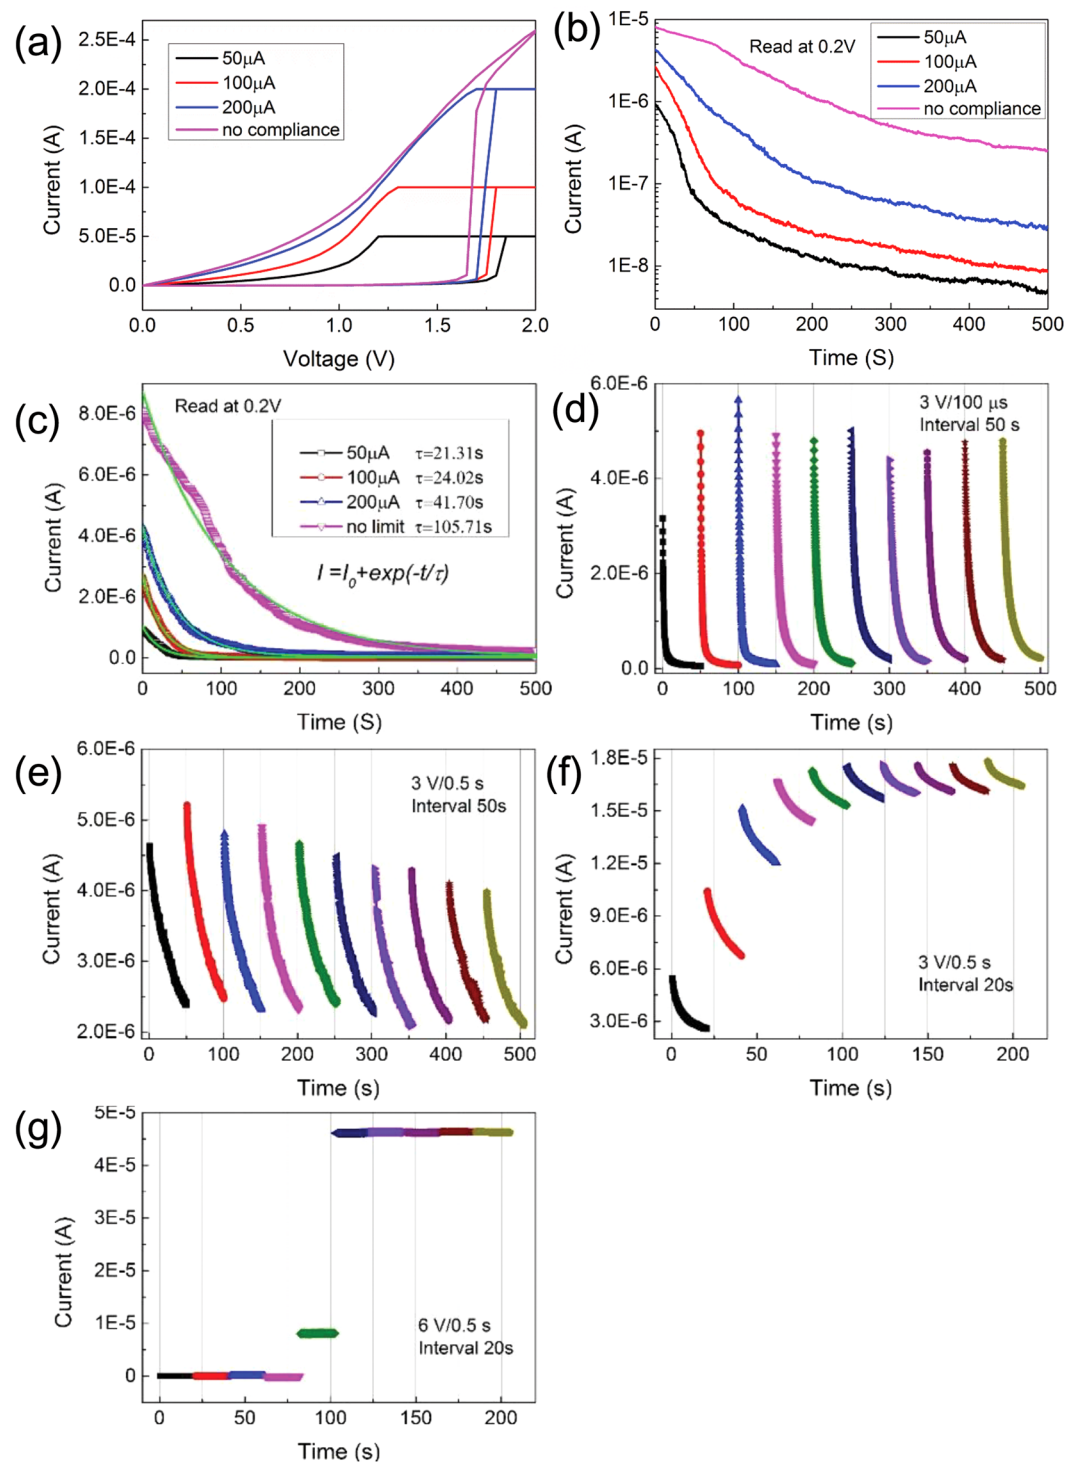 (a)
50μA
100μA
200μA
no compliance
2.5E-4
2.0E-4
1.5E-4
1.0E-4
5.0E-5
0.0
Current (A)
0.0 0.5 1.0 1.5 2.0
Voltage (V)
(b)
Read at 0.2V
50μA
100μA
200μA
no compliance
1E-5
1E-6
1E-7
1E-8
Current (A)
0 100 200 300 400 500
Time (S)
(c)
Read at 0.2V
50μA τ=21.31s
100μA τ=24.02s
200μA τ=41.70s
no limit τ=105.71s
I =I0+exp(-t/τ)
8.0E-6
6.0E-6
4.0E-6
2.0E-6
0.0
Current (A)
0 100 200 300 400 500
Time (S)
(d)
3 V/100 μs
Interval 50 s
6.0E-6
4.0E-6
2.0E-6
0.0
Current (A)
0 100 200 300 400 500
Time (s)
(e)
3 V/0.5 s
Interval 50s
6.0E-6
5.0E-6
4.0E-6
3.0E-6
2.0E-6
Current (A)
0 100 200 300 400 500
Time (s)
(f)
1.8E-5
1.5E-5
1.2E-5
9.0E-6
6.0E-6
3.0E-6
Current (A)
3 V/0.5 s
Interval 20s
0 50 100 150 200
Time (s)
(g)
5E-5
4E-5
3E-5
2E-5
1E-5
0
Current (A)
6 V/0.5 s
Interval 20s
0 50 100 150 200
Time (s)